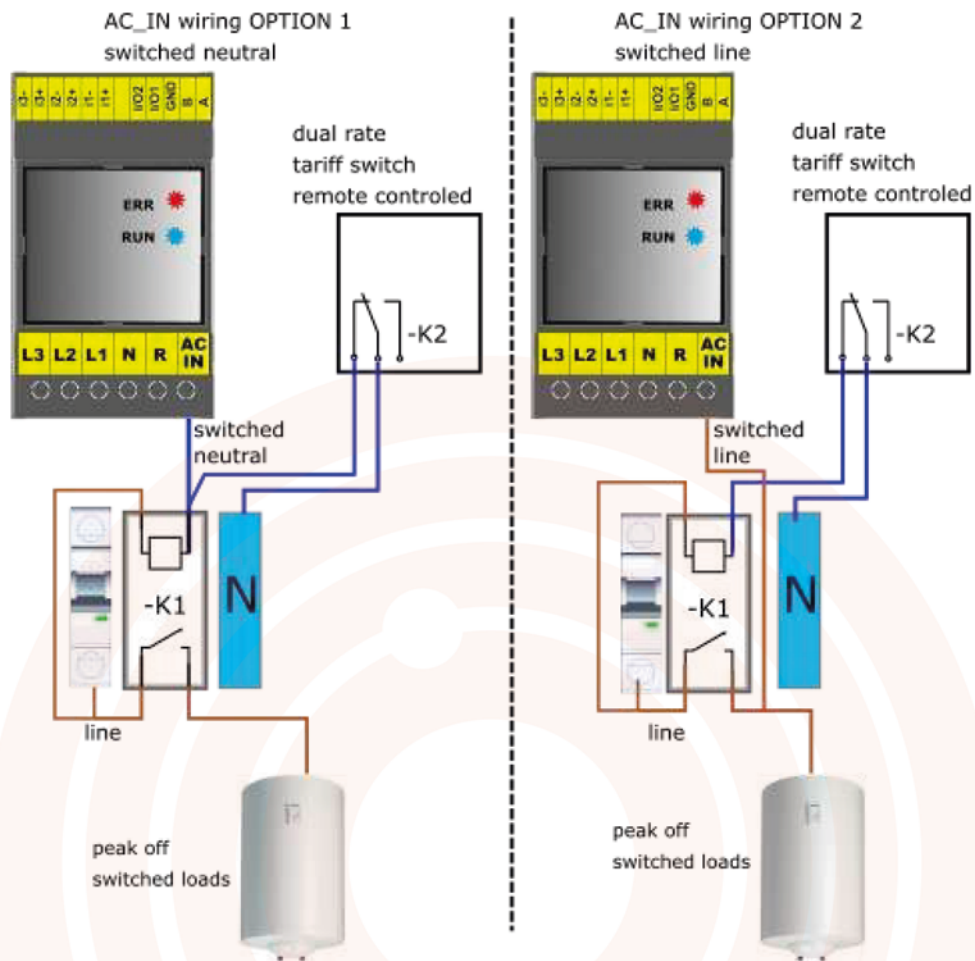 AC_IN wiring OPTION 1
switched neutral
i3- i3+ i2- i2+ i1- i1+ I/O2 I/O1 GND B A
dual rate
tariff switch
remote controled
ERR
RUN
-K2
L3 L2 L1 N R AC IN
switched
neutral
-K1
N
line
peak off
switched loads
AC_IN wiring OPTION 2
switched line
i3- i3+ i2- i2+ i1- i1+ I/O2 I/O1 GND B A
dual rate
tariff switch
remote controled
ERR
RUN
-K2
L3 L2 L1 N R AC IN
switched
line
-K1
N
line
peak off
switched loads